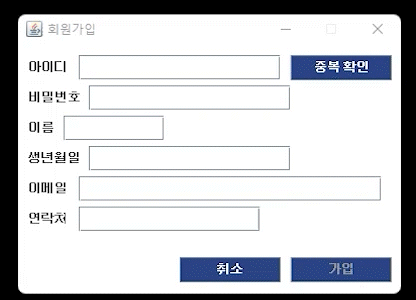 회원가입
아이디 중복 확인
비밀번호
이름
생년월일
이메일
연락처
취소 가입